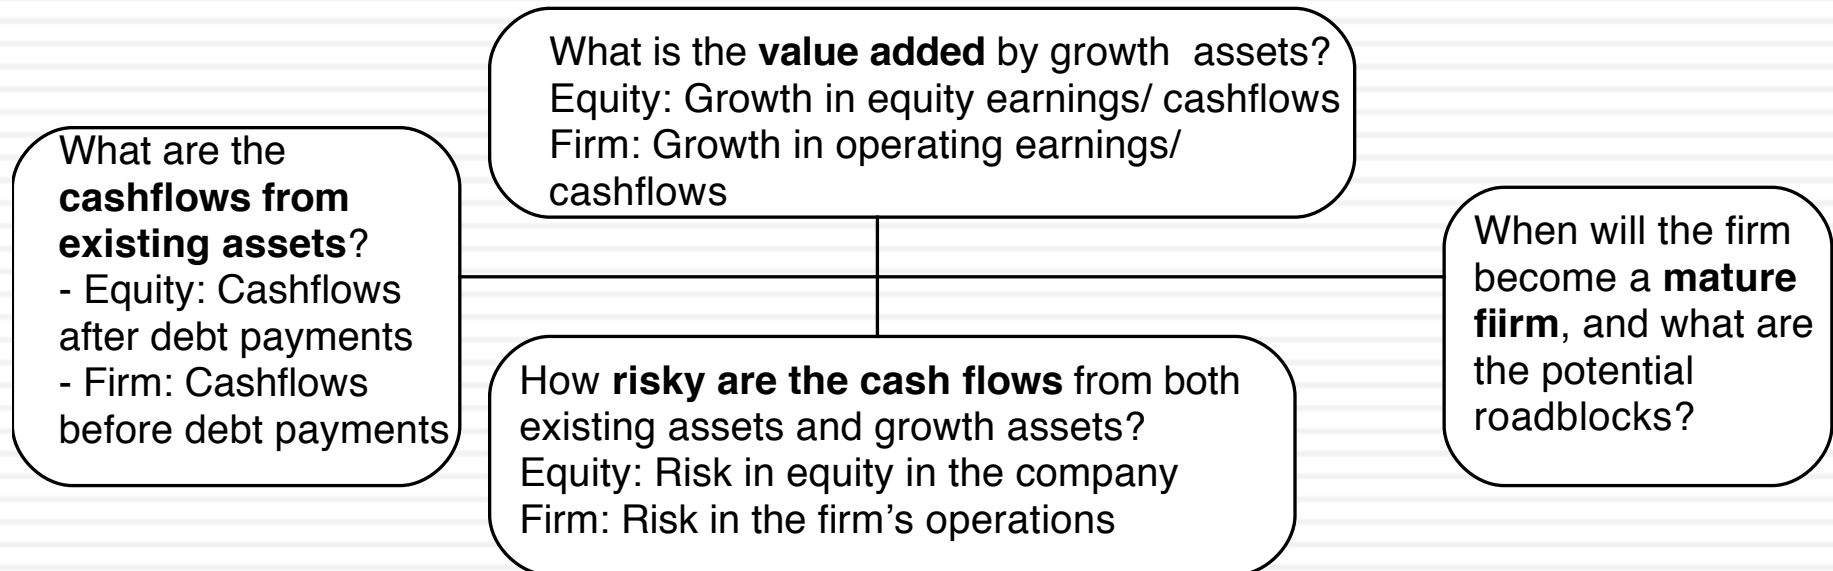 What is the value added by growth assets?
Equity: Growth in equity earnings/ cashflows
Firm: Growth in operating earnings/
cashflows
What are the
cashflows from
existing assets?
- Equity: Cashflows
after debt payments
- Firm: Cashflows
before debt payments
When will the firm
become a mature
fiirm, and what are
the potential
roadblocks?
How risky are the cash flows from both
existing assets and growth assets?
Equity: Risk in equity in the company
Firm: Risk in the firm’s operations